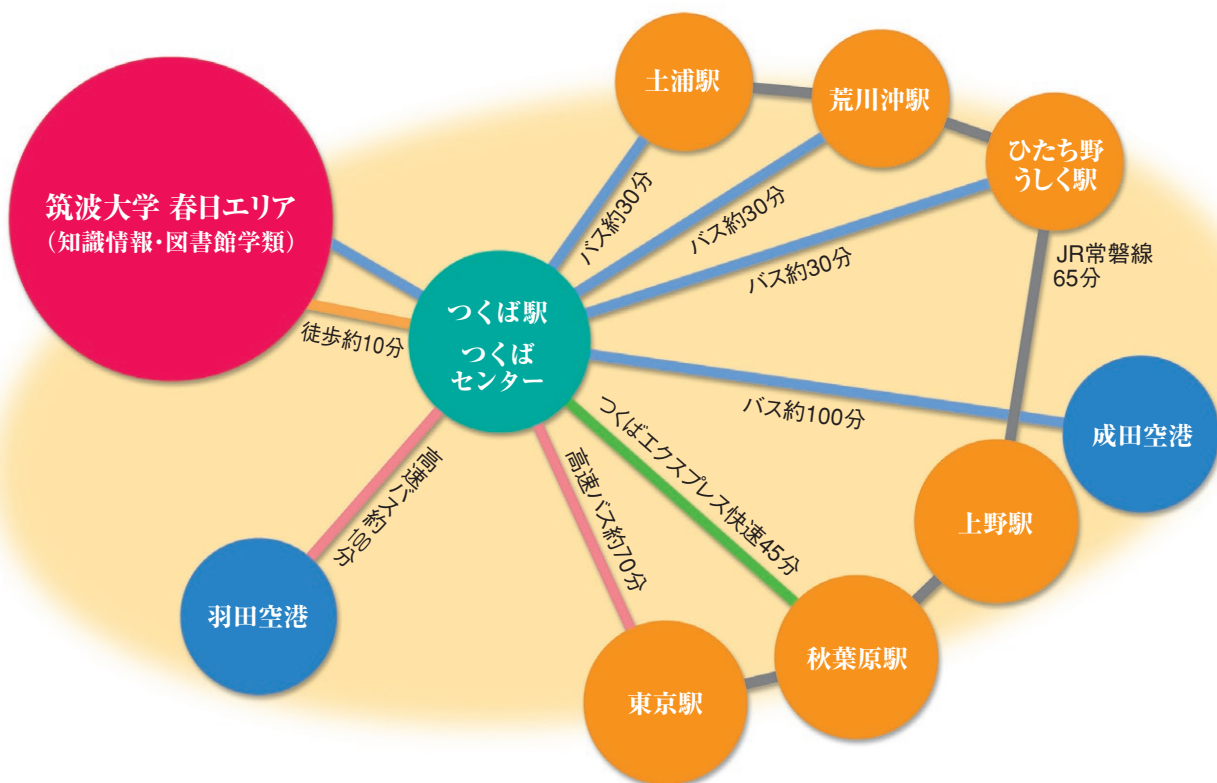 土浦駅
荒川沖駅
ひたち野
うしく駅
筑波大学 春日エリア
（知識情報・図書館学類）
バス約30分
バス約30分
バス約30分
JR常磐線
65分
つくば駅
つくば
センター
徒歩約10分
バス約100分
成田空港
つくばエクスプレス快速45分
高速バス約70分
高速バス約100分
上野駅
羽田空港
秋葉原駅
東京駅